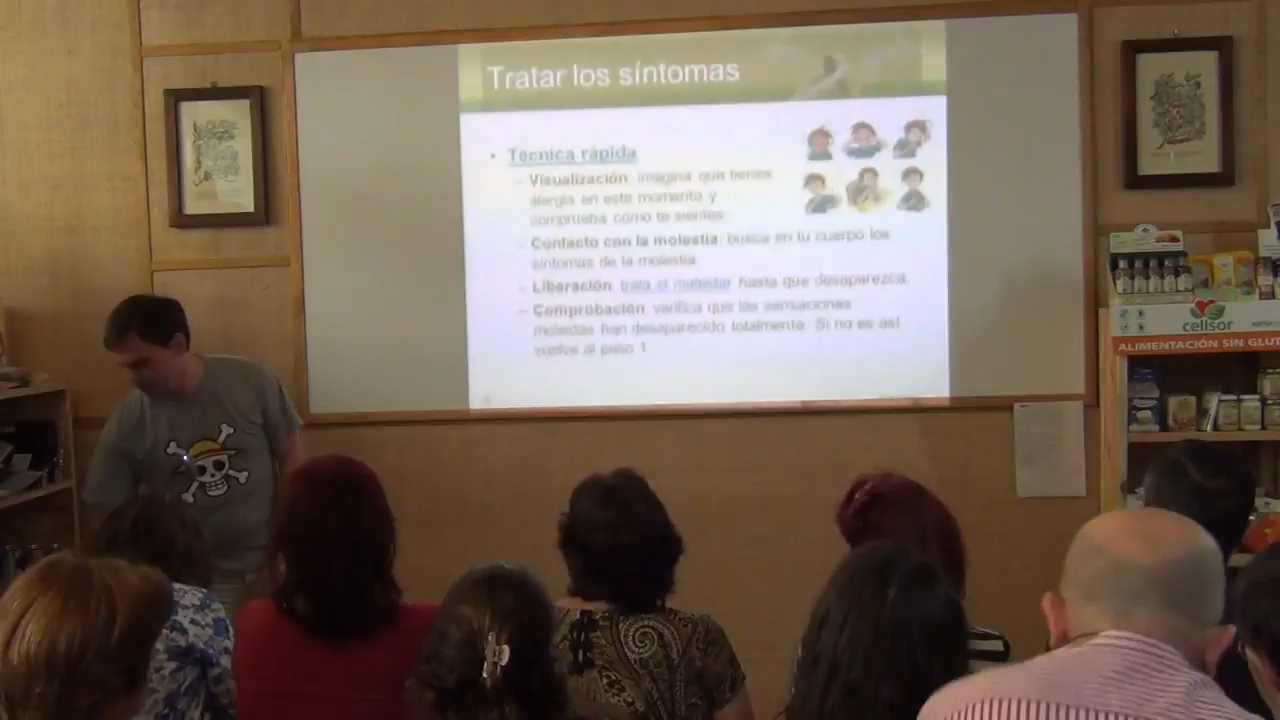 Tratar los síntomas
• Técnica rápida
– Visualización: imagina que tienes
alergia en este momento y
comprueba cómo te sientes.
– Contacto con la molestia: busca en tu cuerpo los
síntomas de la molestia
– Liberación: trata el malestar hasta que desaparezca.
– Comprobación: verifica que las sensaciones
molestas han desaparecido totalmente. Si no es así,
vuelve al paso 1.
celisor
ALIMENTACIÓN SIN GLUT